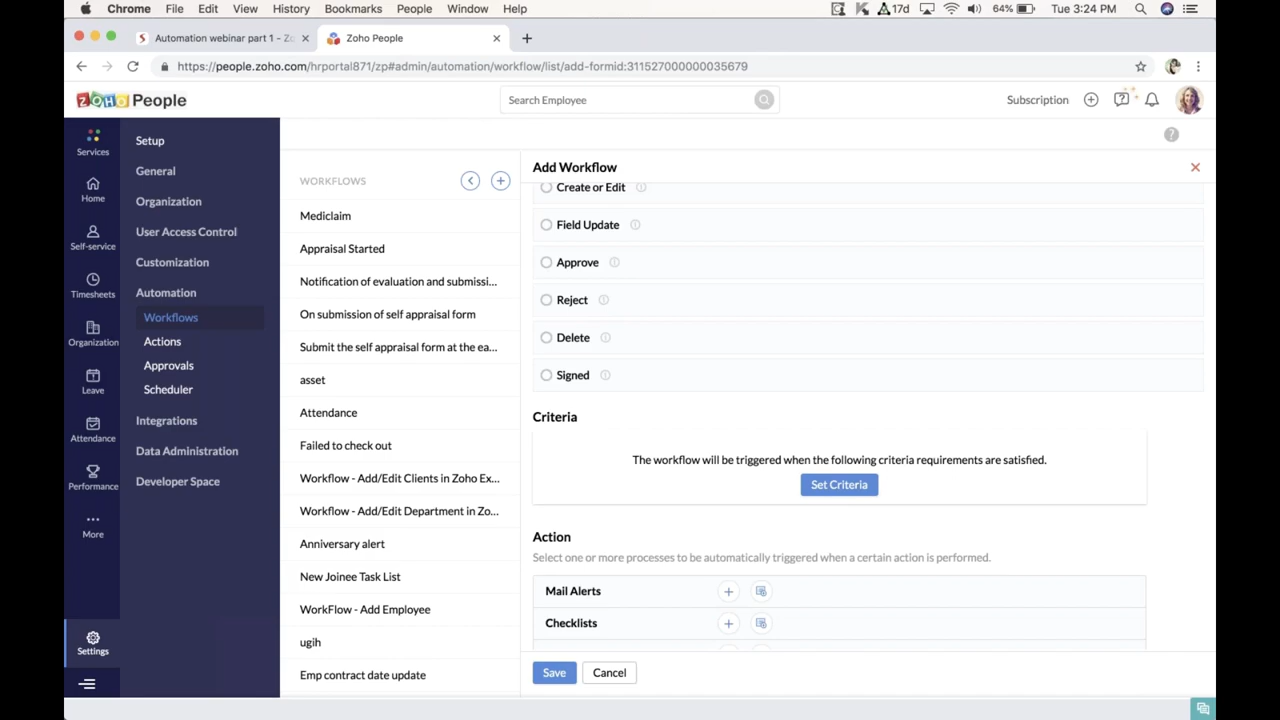 Chrome File Edit View History Bookmarks People Window Help 17d 64% Tue 3:24 PM
Automation webinar part 1 - Zo
Zoho People
https://people.zoho.com/hrportal871/zp#admin/automation/workflow/list/add-formid:311527000000035679
ZOHO People
Search Employee
Subscription
Services
Home
Self-service
Timesheets
Organization
Leave
Attendance
Performance
More
Settings
Setup
General
Organization
User Access Control
Customization
Automation
Workflows
Actions
Approvals
Scheduler
Integrations
Data Administration
Developer Space
WORKFLOWS
Mediclaim
Appraisal Started
Notification of evaluation and submissi...
On submission of self appraisal form
Submit the self appraisal form at the ea...
asset
Attendance
Failed to check out
Workflow - Add/Edit Clients in Zoho Ex...
Workflow - Add/Edit Department in Zo...
Anniversary alert
New Joinee Task List
WorkFlow - Add Employee
ugih
Emp contract date update
Add Workflow
Create or Edit
Field Update
Approve
Reject
Delete
Signed
Criteria
The workflow will be triggered when the following criteria requirements are satisfied.
Set Criteria
Action
Select one or more processes to be automatically triggered when a certain action is performed.
Mail Alerts
Checklists
Save
Cancel